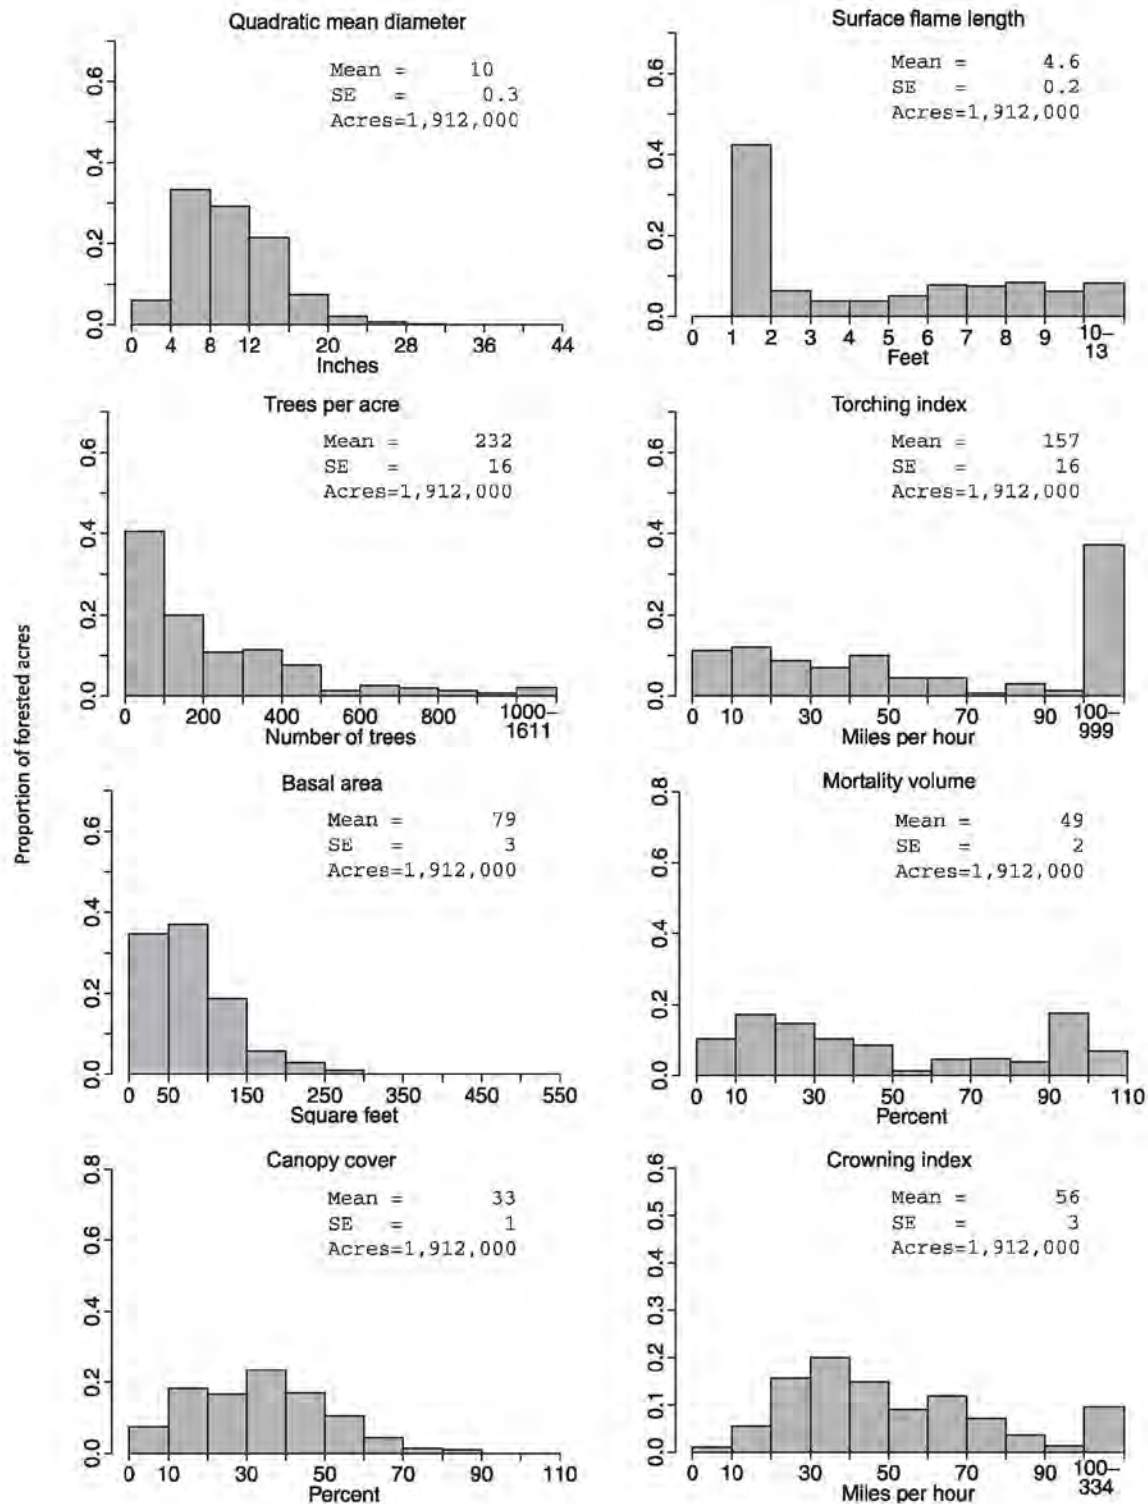 Proportion of forested acres
Quadratic mean diameter
Mean = 10
SE = 0.3
Acres=1,912,000
0.6
0.4
0.2
0.0
0 4 8 12 20 28 36 44
Inches
Surface flame length
Mean = 4.6
SE = 0.2
Acres=1,912,000
0.6
0.4
0.2
0.0
0 1 2 3 4 5 6 7 8 9 10–
13
Feet
Trees per acre
Mean = 232
SE = 16
Acres=1,912,000
0.6
0.4
0.2
0.0
0 200 400 600 800 1000–
1611
Number of trees
Torching index
Mean = 157
SE = 16
Acres=1,912,000
0.6
0.4
0.2
0.0
0 10 30 50 70 90 100–
999
Miles per hour
Basal area
Mean = 79
SE = 3
Acres=1,912,000
0.6
0.4
0.2
0.0
0 50 150 250 350 450 550
Square feet
Mortality volume
Mean = 49
SE = 2
Acres=1,912,000
0.8
0.6
0.4
0.2
0.0
0 10 30 50 70 90 110
Percent
Canopy cover
Mean = 33
SE = 1
Acres=1,912,000
0.8
0.6
0.4
0.2
0.0
0 10 30 50 70 90 110
Percent
Crowning index
Mean = 56
SE = 3
Acres=1,912,000
0.6
0.5
0.4
0.3
0.2
0.1
0.0
0 10 30 50 70 90 100–
334
Miles per hour